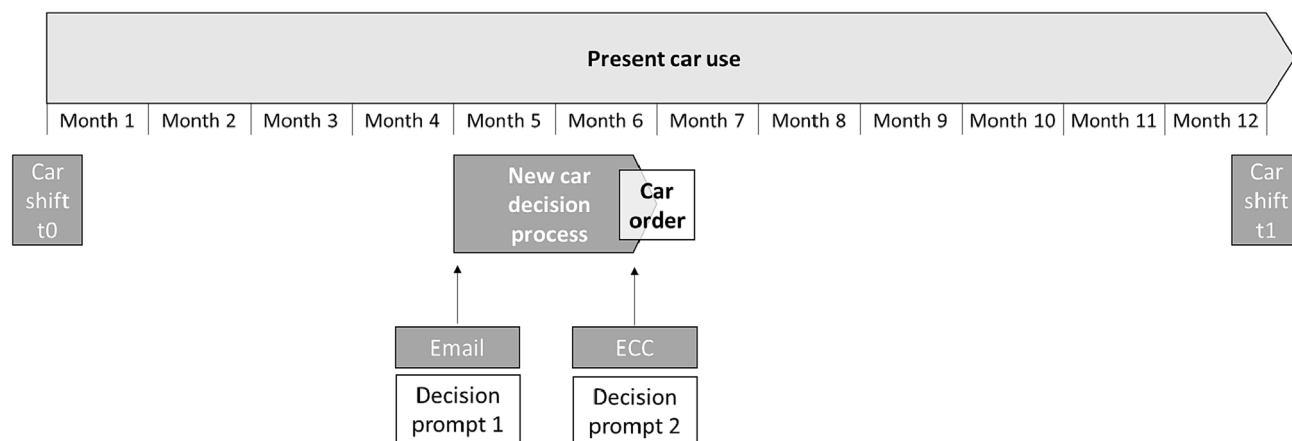 Present car use
Month 1 Month 2 Month 3 Month 4 Month 5 Month 6 Month 7 Month 8 Month 9 Month 10 Month 11 Month 12
Car
shift
t0
New car
decision
process
Car
order
Car
shift
t1
Email
Decision
prompt 1
ECC
Decision
prompt 2